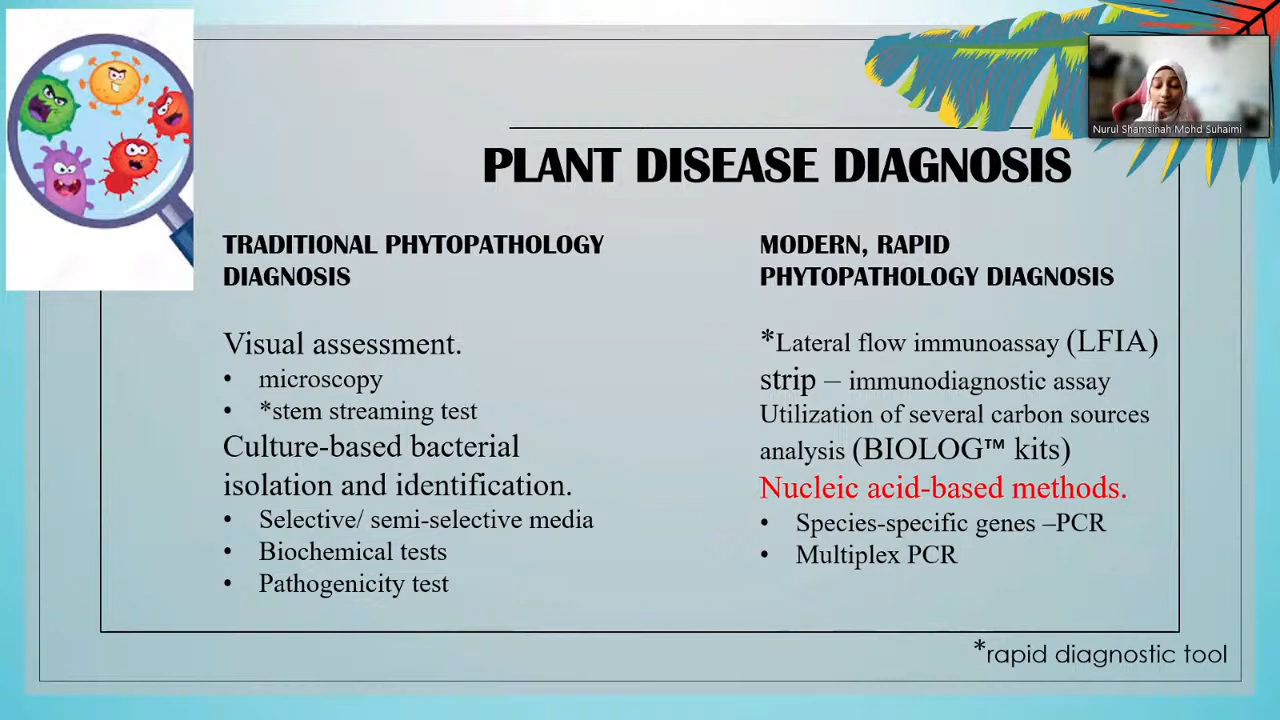 Nurul Shamsinah Mohd Suhaimi
PLANT DISEASE DIAGNOSIS
TRADITIONAL PHYTOPATHOLOGY
DIAGNOSIS
Visual assessment.
• microscopy
• *stem streaming test
Culture-based bacterial
isolation and identification.
• Selective/ semi-selective media
• Biochemical tests
• Pathogenicity test
MODERN, RAPID
PHYTOPATHOLOGY DIAGNOSIS
*Lateral flow immunoassay (LFIA)
strip – immunodiagnostic assay
Utilization of several carbon sources
analysis (BIOLOG™ kits)
Nucleic acid-based methods.
• Species-specific genes –PCR
• Multiplex PCR
*rapid diagnostic tool